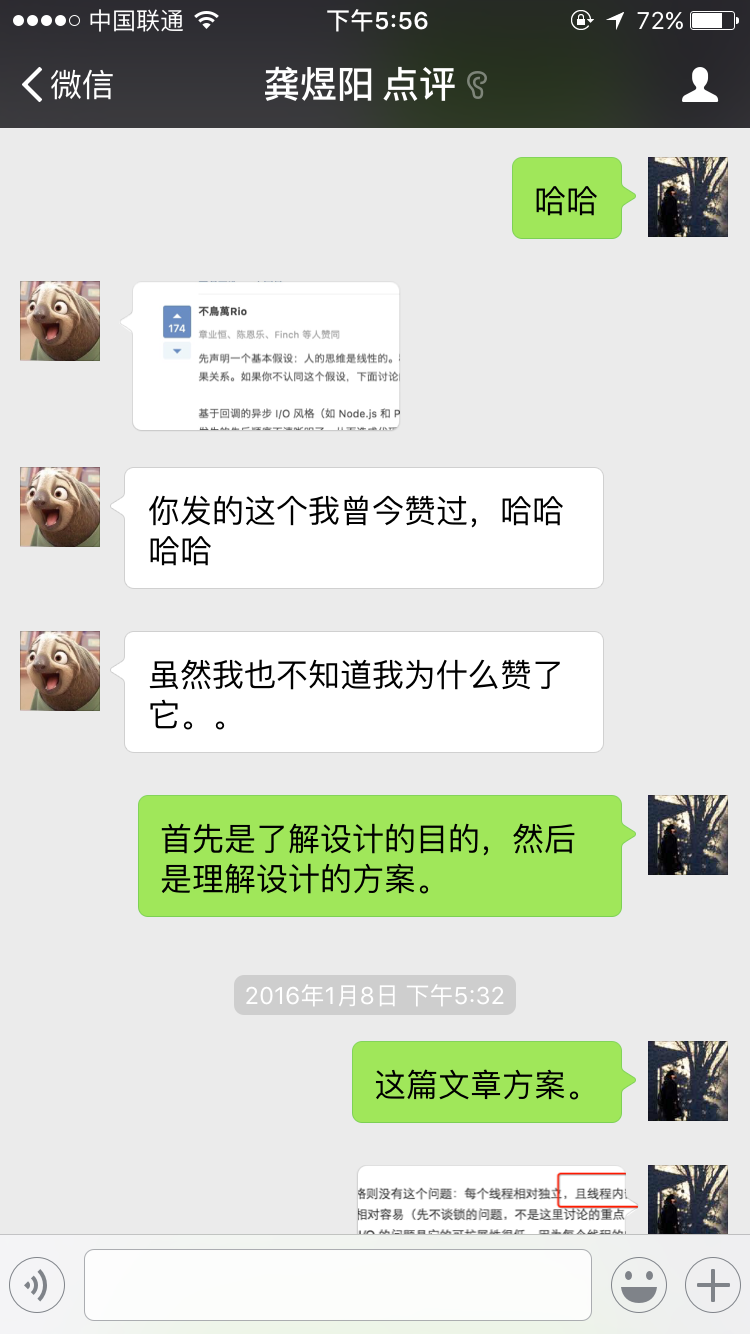 中国联通 下午5:56 72%
微信 龚煜阳 点评
哈哈
不鳥萬Rio
174
章业恒、陈恩乐、Finch 等人赞同
先声明一个基本假设：人的思维是线性的。
果关系。如果你不认同这个假设，下面讨论
基于回调的异步 I/O 风格（如 Node.js 和 P
你发的这个我曾今赞过，哈哈
哈哈
虽然我也不知道我为什么赞了
它。。
首先是了解设计的目的，然后
是理解设计的方案。
2016年1月8日 下午5:32
这篇文章方案。
格则没有这个问题：每个线程相对独立，且线程内
相对容易（先不谈锁的问题，不是这里讨论的重点